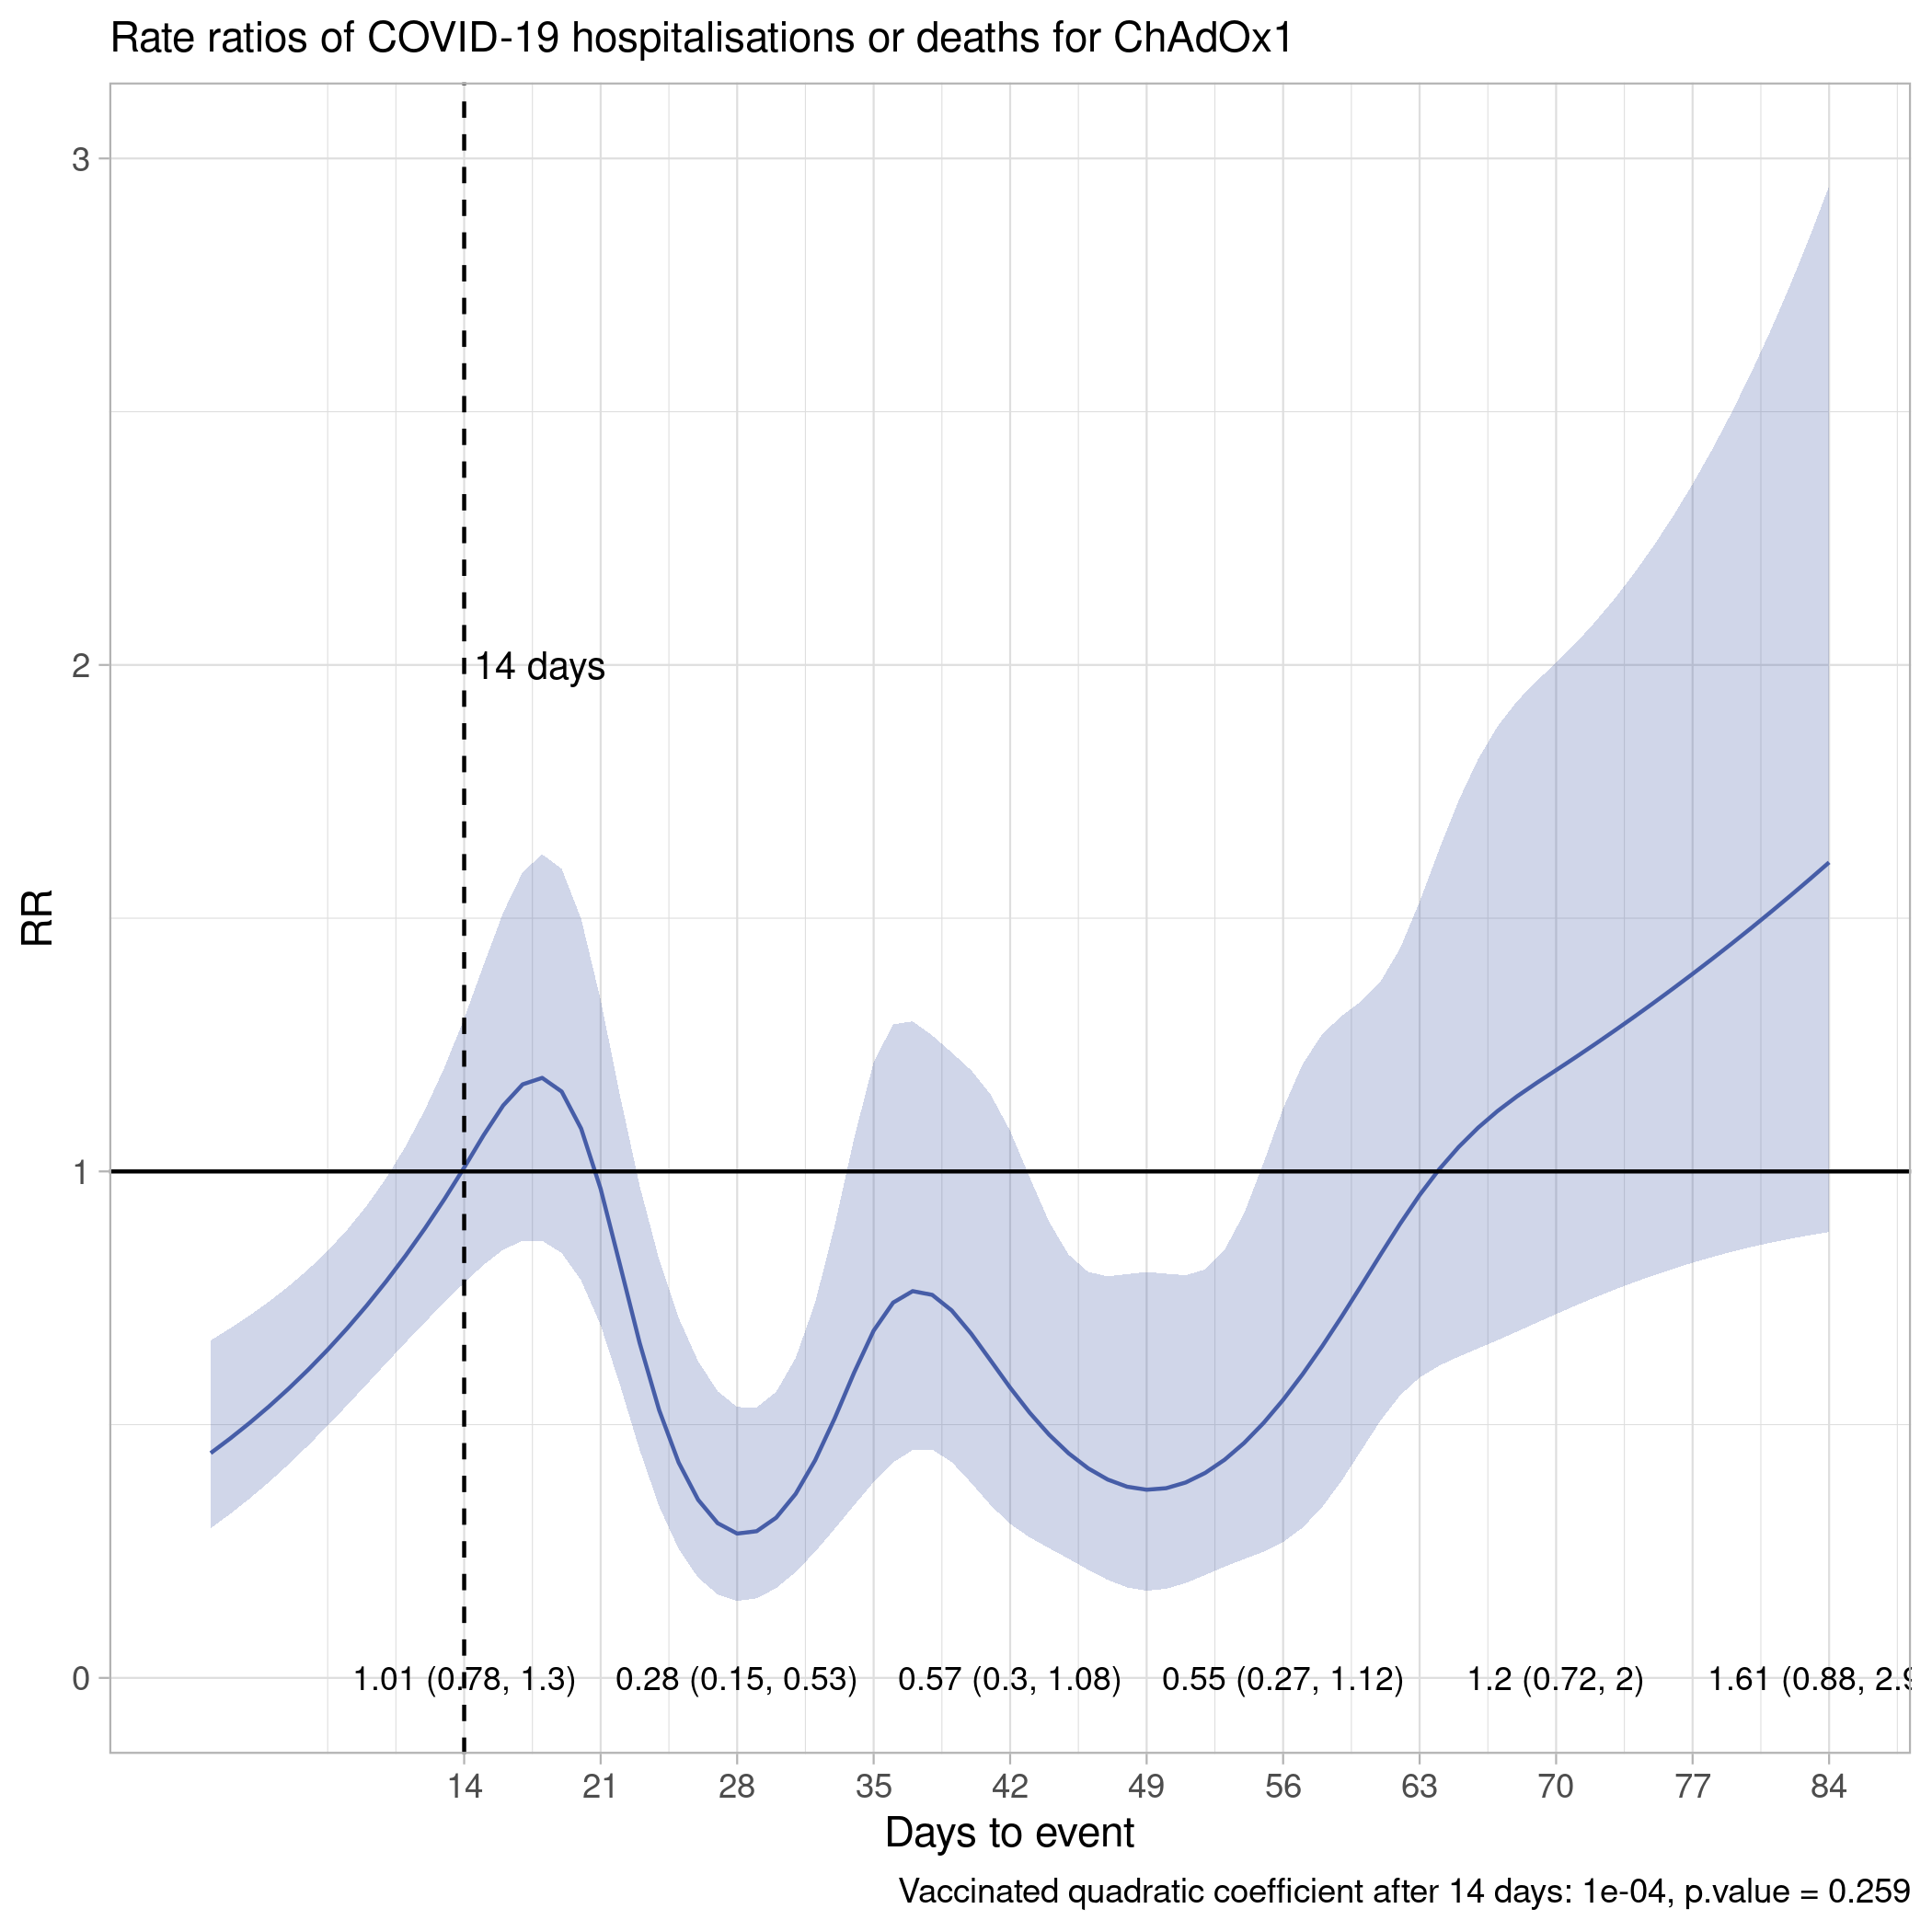 Rate ratios of COVID-19 hospitalisations or deaths for ChAdOx1
3
2
1
0
RR
14 days
1.01 (0.78, 1.3) 0.28 (0.15, 0.53) 0.57 (0.3, 1.08) 0.55 (0.27, 1.12) 1.2 (0.72, 2) 1.61 (0.88, 2.9
14 21 28 35 42 49 56 63 70 77 84
Days to event
Vaccinated quadratic coefficient after 14 days: 1e-04, p.value = 0.259